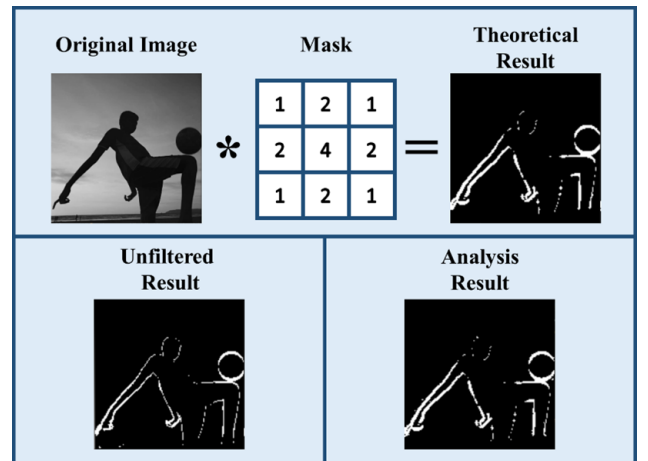 Original Image
Mask
Theoretical
Result
1 2 1
*
2 4 2
=
1 2 1
Unfiltered
Result
Analysis
Result